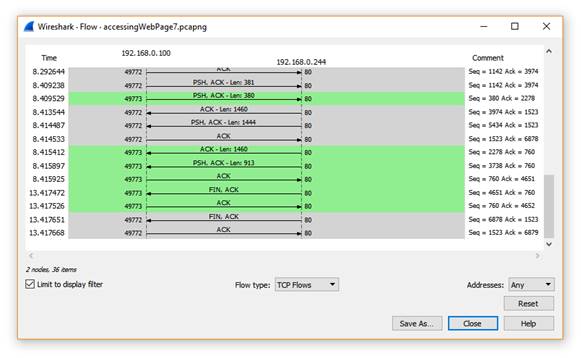 Wireshark - Flow - accessingWebPage7.pcapng
Time 192.168.0.100 192.168.0.244 Comment
8.292644 49772 ACK 80 Seq = 1142 Ack = 3974
8.409238 49772 PSH, ACK - Len: 381 80 Seq = 1142 Ack = 3974
8.409529 49773 PSH, ACK - Len: 380 80 Seq = 380 Ack = 2278
8.413544 49772 ACK - Len: 1460 80 Seq = 3974 Ack = 1523
8.414487 49772 PSH, ACK - Len: 1444 80 Seq = 5434 Ack = 1523
8.414533 49772 ACK 80 Seq = 1523 Ack = 6878
8.415412 49773 ACK - Len: 1460 80 Seq = 2278 Ack = 760
8.415897 49773 PSH, ACK - Len: 913 80 Seq = 3738 Ack = 760
8.415925 49773 ACK 80 Seq = 760 Ack = 4651
13.417472 49773 FIN, ACK 80 Seq = 4651 Ack = 760
13.417526 49773 ACK 80 Seq = 760 Ack = 4652
13.417651 49772 FIN, ACK 80 Seq = 6878 Ack = 1523
13.417668 49772 ACK 80 Seq = 1523 Ack = 6879
2 nodes, 36 items
Limit to display filter Flow type: TCP Flows Addresses: Any
Reset
Save As... Close Help